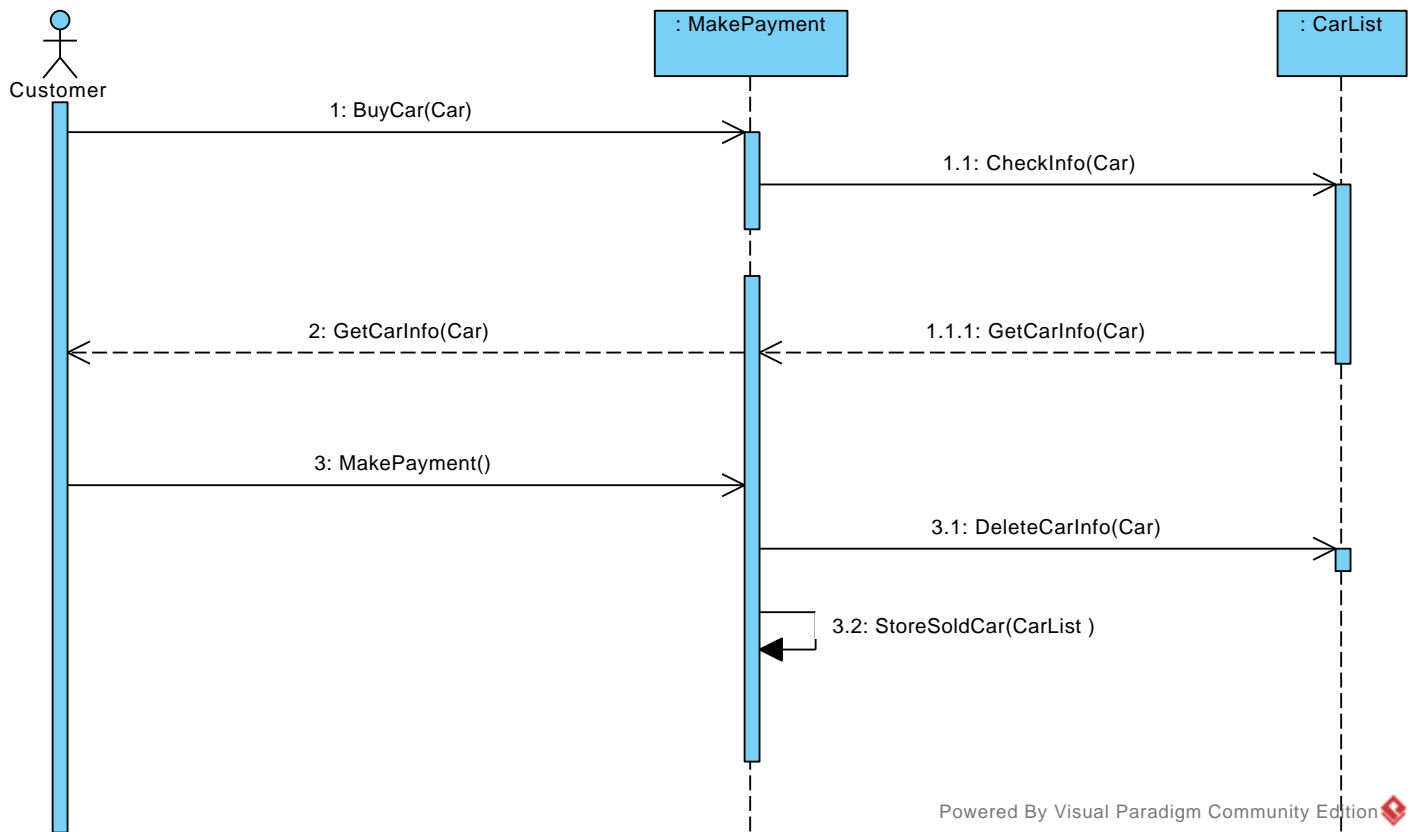 : MakePayment
: CarList
Customer
1: BuyCar(Car)
1.1: CheckInfo(Car)
2: GetCarInfo(Car)
1.1.1: GetCarInfo(Car)
3: MakePayment()
3.1: DeleteCarInfo(Car)
3.2: StoreSoldCar(CarList )
Powered By Visual Paradigm Community Edition